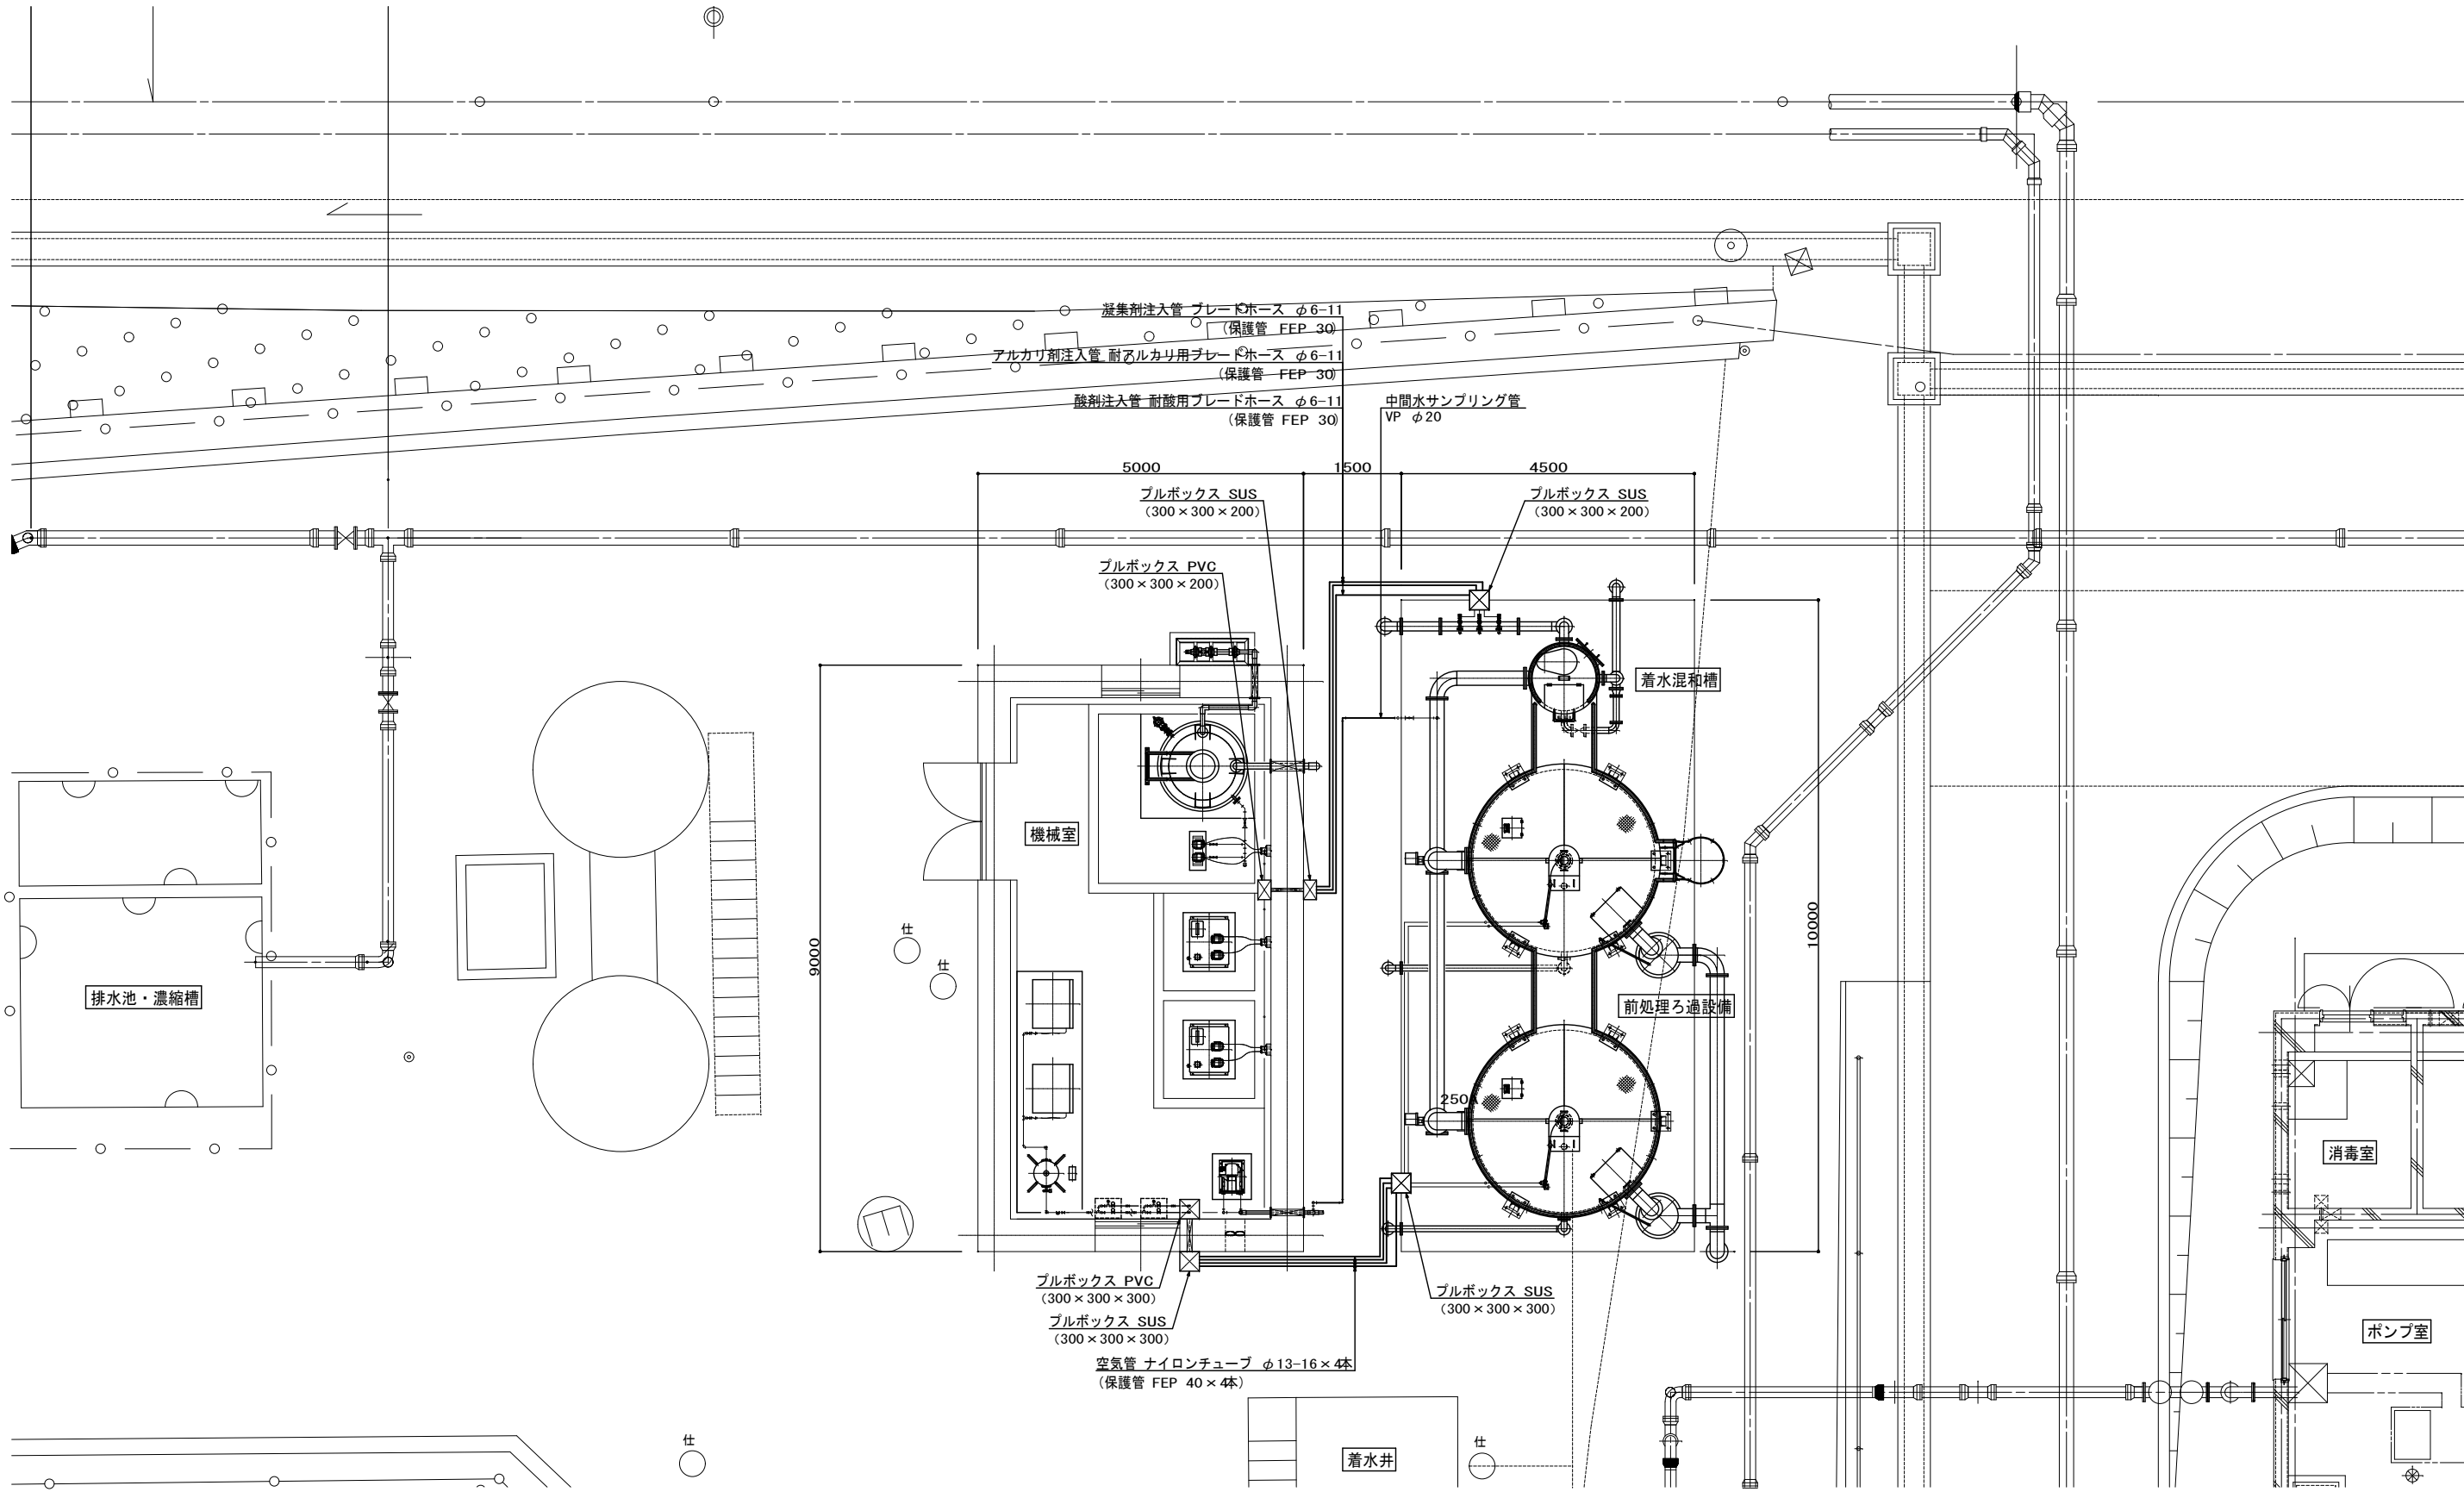 凝集剤注入管 ブレードホース φ6-11
(保護管 FEP 30)
アルカリ剤注入管 耐アルカリ用ブレードホース φ6-11
(保護管 FEP 30)
酸剤注入管 耐酸用ブレードホース φ6-11
(保護管 FEP 30)
中間水サンプリング管
VP φ20
5000
1500
4500
プルボックス SUS
(300×300×200)
プルボックス SUS
(300×300×200)
プルボックス PVC
(300×300×200)
着水混和槽
機械室
9000
10000
仕
仕
排水池・濃縮槽
前処理ろ過設備
250A
消毒室
プルボックス PVC
(300×300×300)
プルボックス SUS
(300×300×300)
プルボックス SUS
(300×300×300)
ポンプ室
空気管 ナイロンチューブ φ13-16×4本
(保護管 FEP 40×4本)
仕
仕
着水井